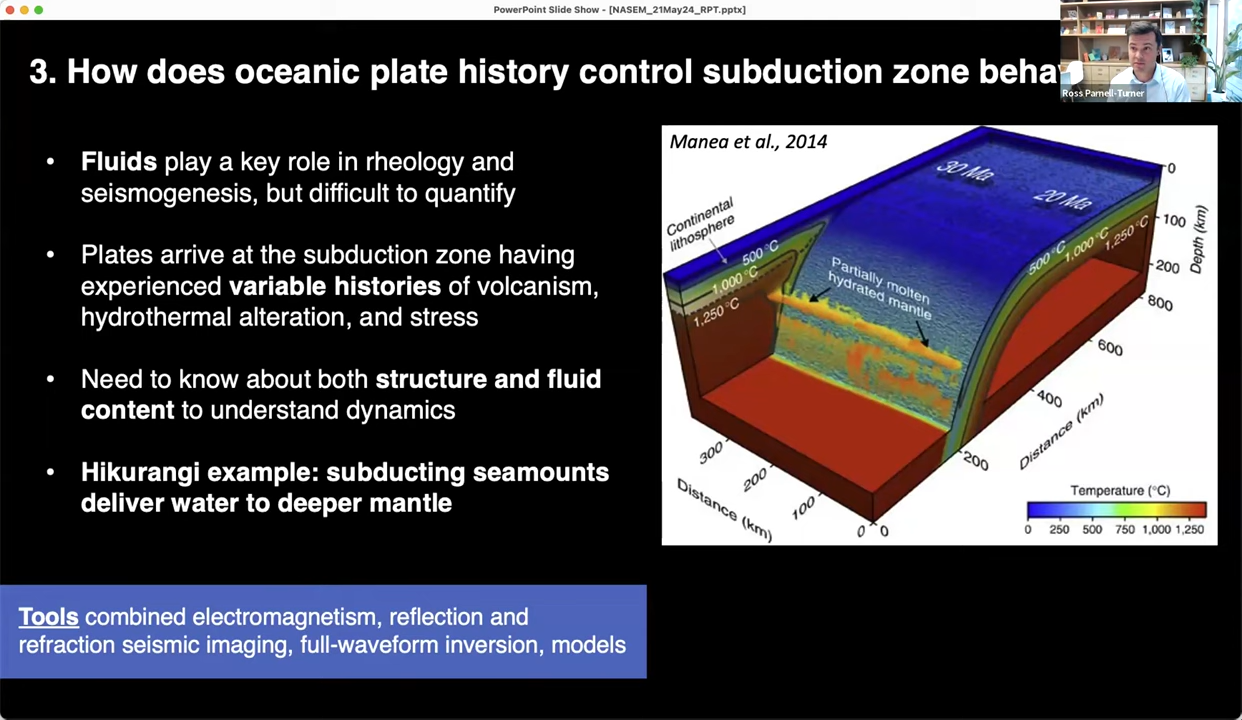 PowerPoint Slide Show - [NASEM_21May24_RPT.pptx]
3. How does oceanic plate history control subduction zone beha
Ross Parnell-Turner
• Fluids play a key role in rheology and
seismogenesis, but difficult to quantify
• Plates arrive at the subduction zone having
experienced variable histories of volcanism,
hydrothermal alteration, and stress
• Need to know about both structure and fluid
content to understand dynamics
• Hikurangi example: subducting seamounts
deliver water to deeper mantle
Tools combined electromagnetism, reflection and
refraction seismic imaging, full-waveform inversion, models
Manea et al., 2014
30 Ma
20 Ma
Continental
lithosphere
500 °C
1,000 °C
1,250 °C
Partially molten
hydrated mantle
500 °C
1,000 °C
1,250 °C
0
100
200
800
Depth (km)
600
400
200
0
Distance (km)
300
200
100
0
Distance (km)
Temperature (°C)
0 250 500 750 1,000 1,250